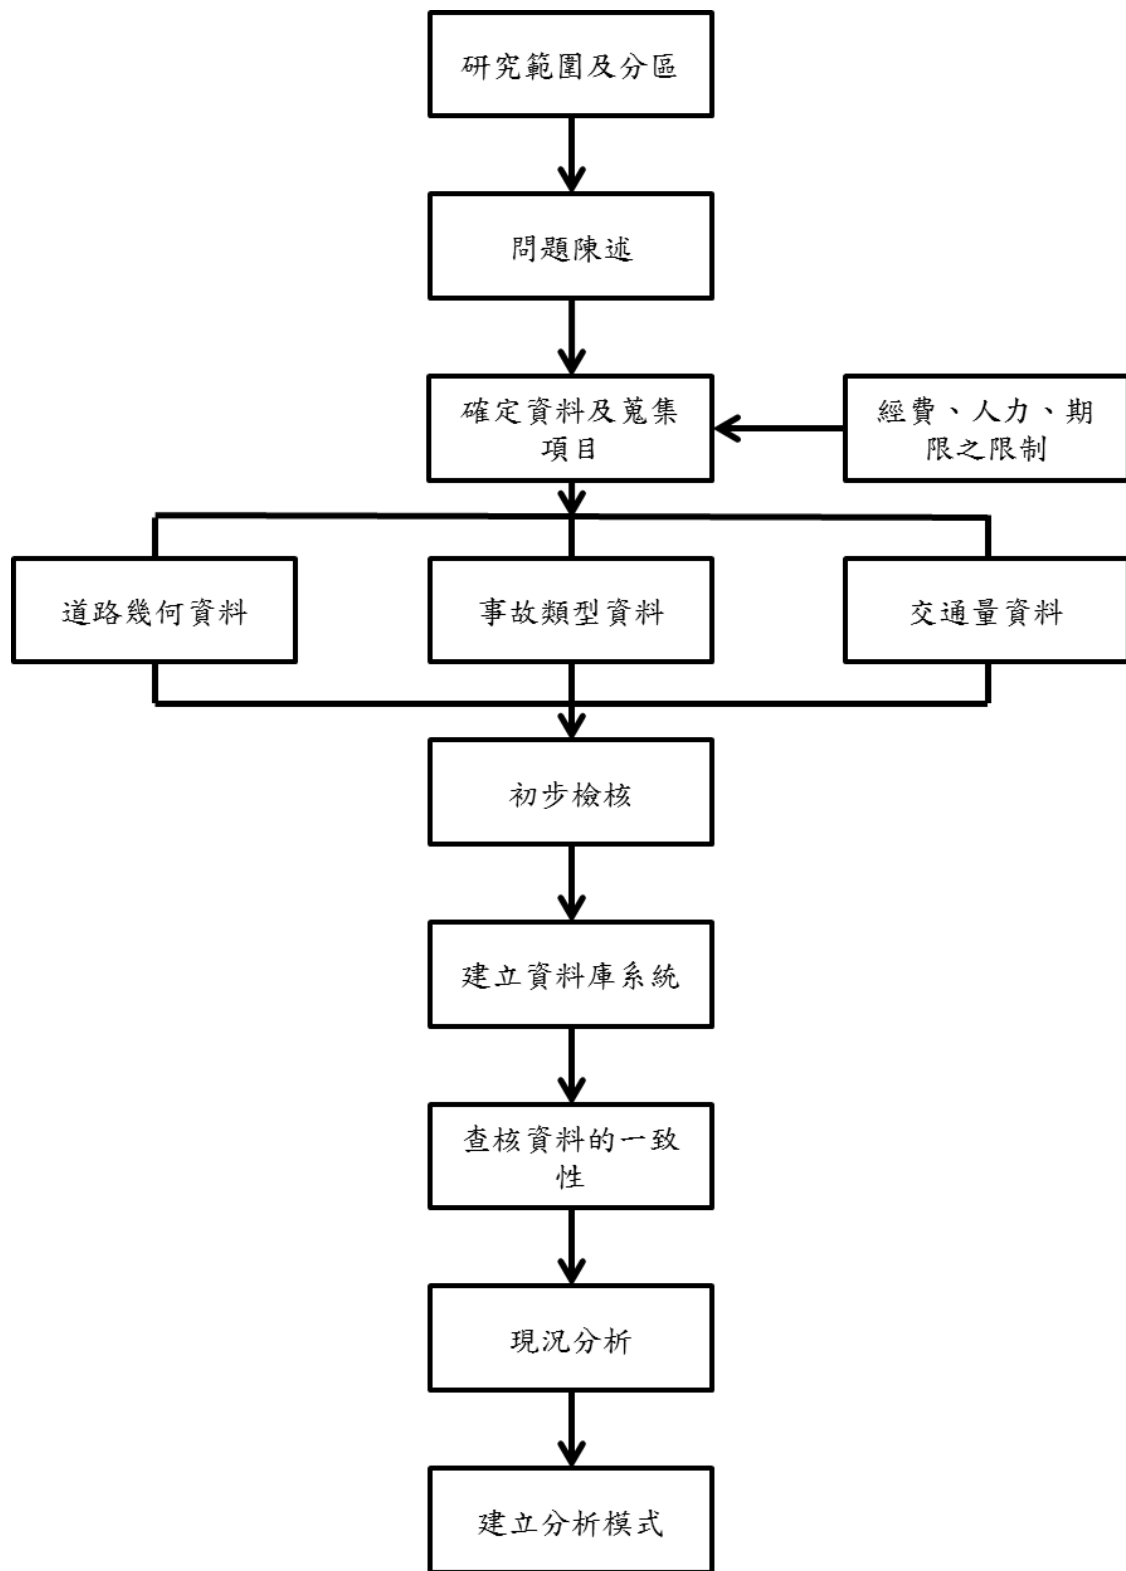 研究範圍及分區
問題陳述
確定資料及蒐集
項目
經費、人力、期
限之限制
道路幾何資料
事故類型資料
交通量資料
初步檢核
建立資料庫系統
查核資料的一致
性
現況分析
建立分析模式